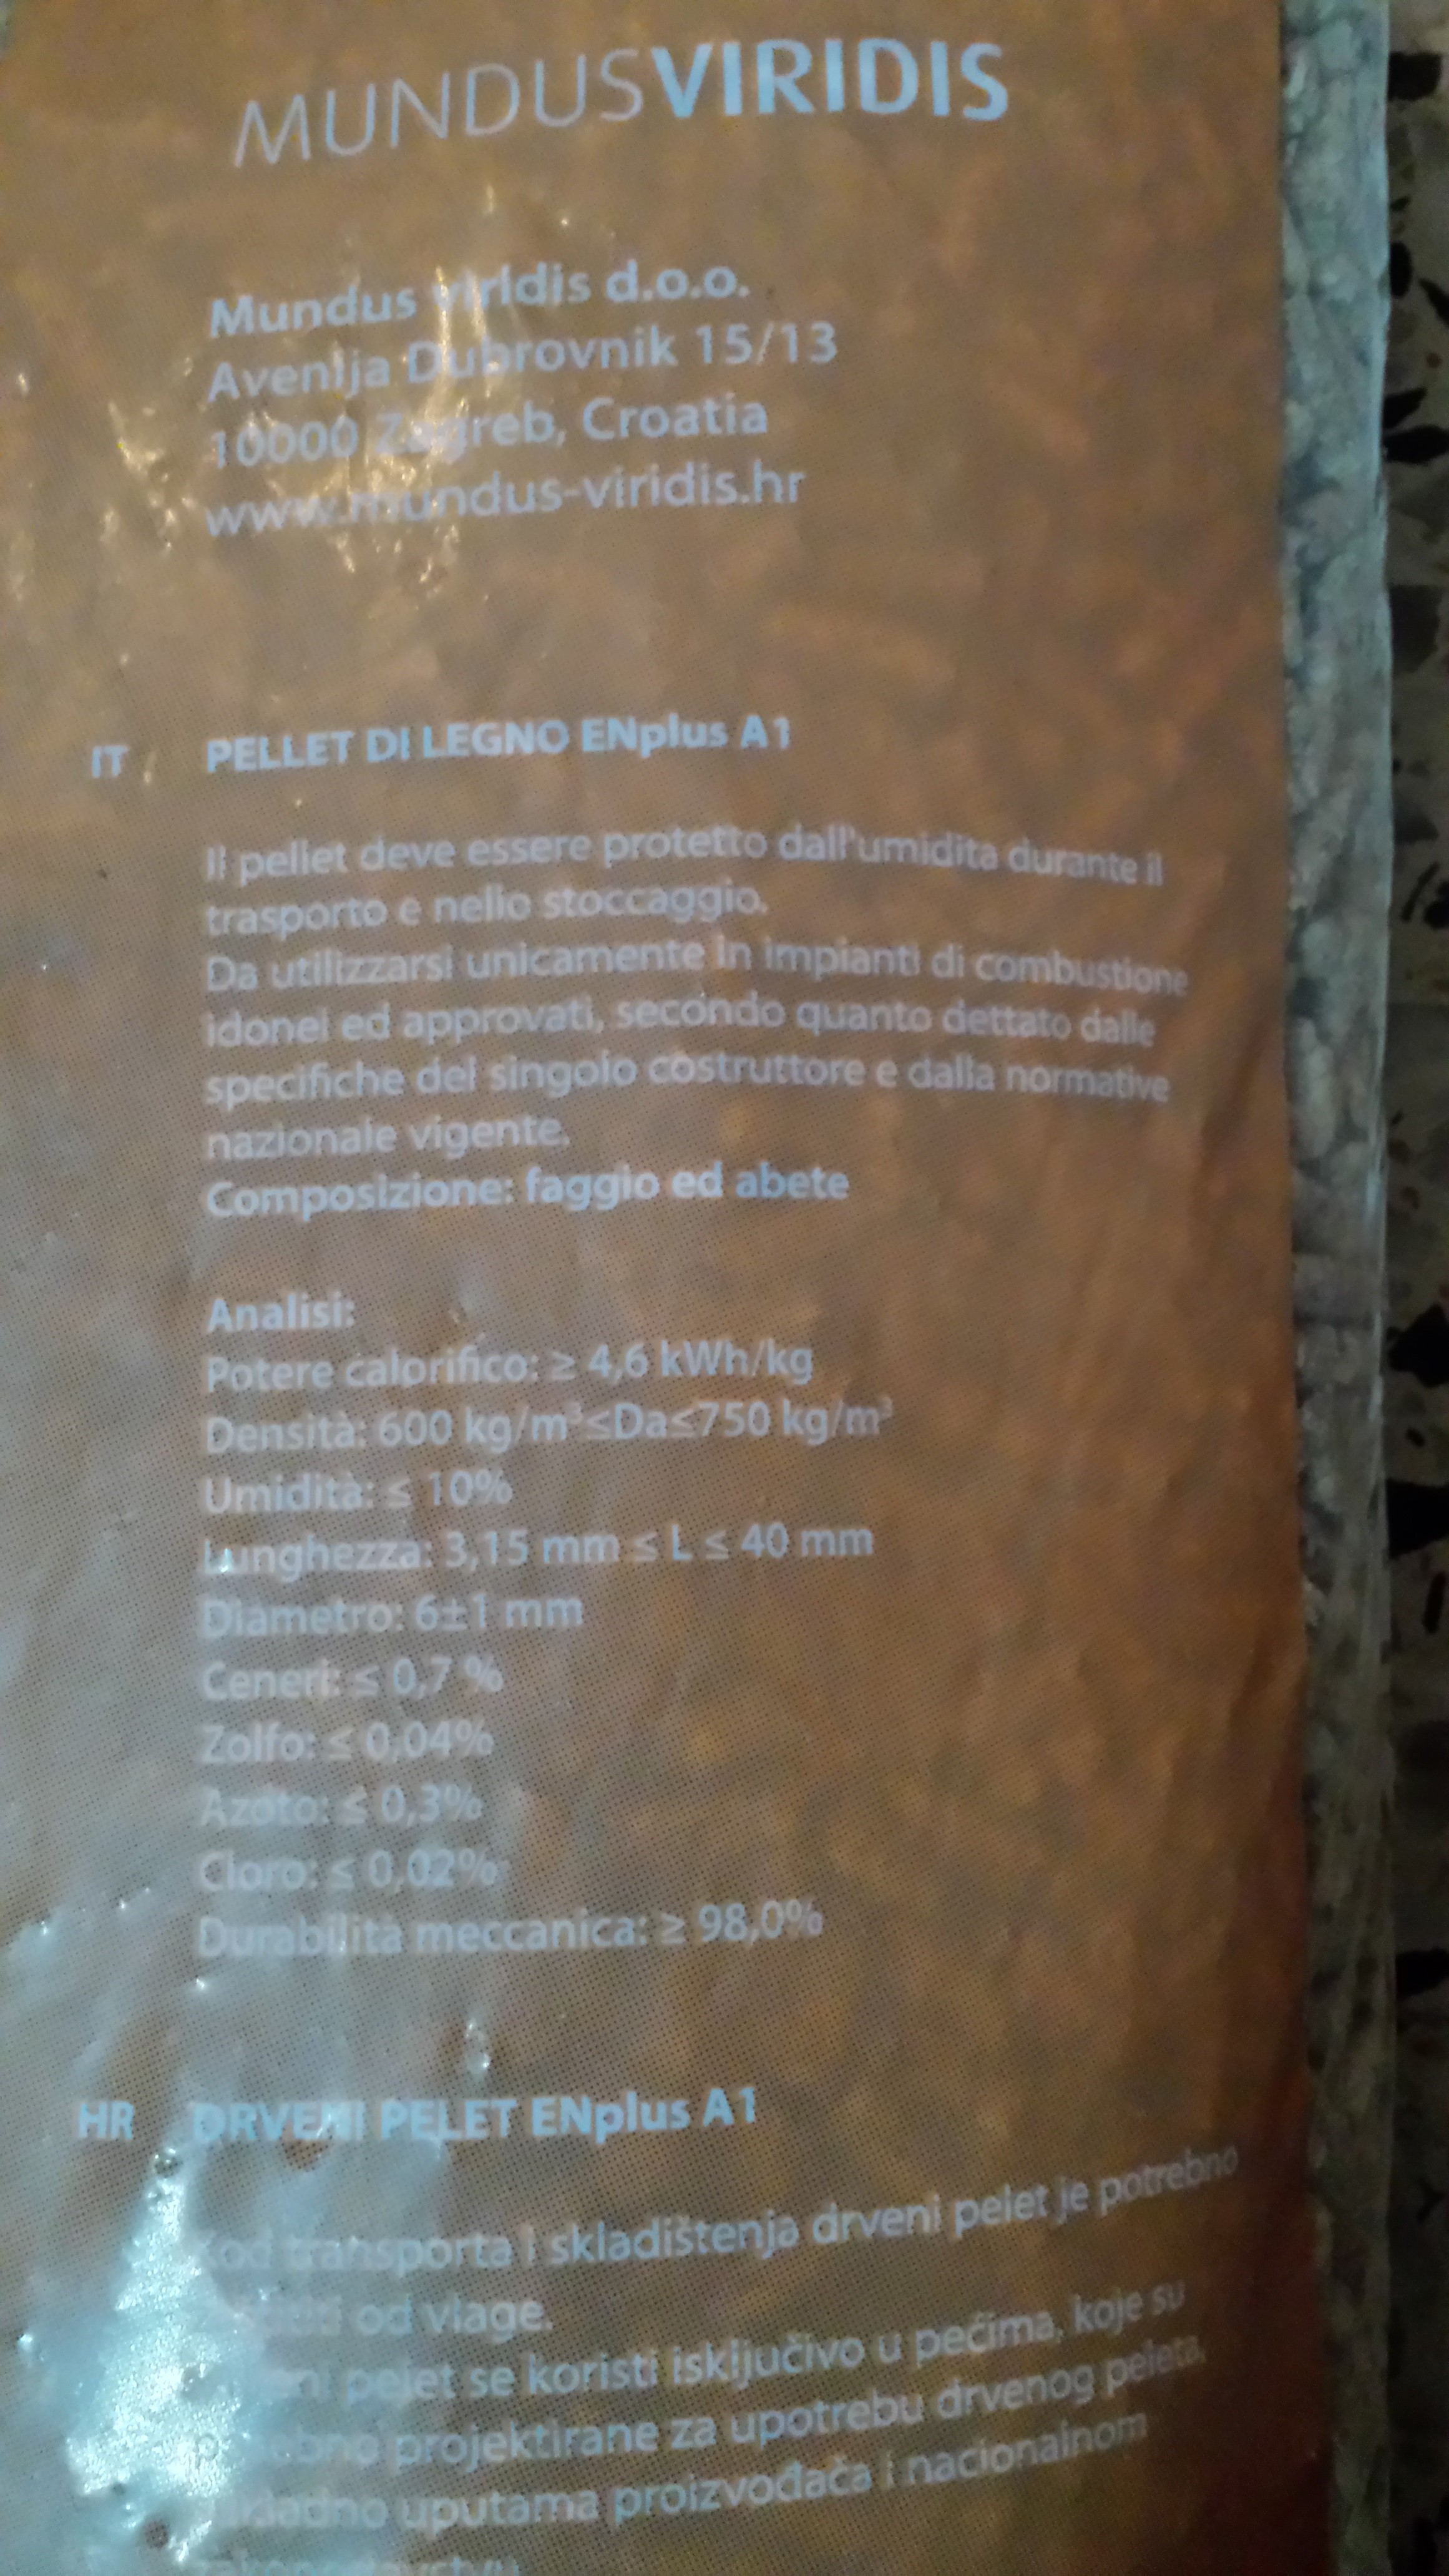 MUNDUSVIRIDIS
Mundus viridis d.o.o.
Avenija Dubrovnik 15/13
10000 Zagreb, Croatia
www.mundus-viridis.hr
IT PELLET DI LEGNO ENplus A1
Il pellet deve essere protetto dall'umidita durante il
trasporto e nello stoccaggio.
Da utilizzarsi unicamente in impianti di combustione
idonei ed approvati, secondo quanto dettato dalle
specifiche del singolo costruttore e dalla normative
nazionale vigente.
Composizione: faggio ed abete
Analisi:
Potere calorifico: ≥ 4,6 kWh/kg
Densità: 600 kg/m³≤Da≤750 kg/m³
Umidità: ≤ 10%
Lunghezza: 3,15 mm ≤ L ≤ 40 mm
Diametro: 6±1 mm
Ceneri: ≤ 0,7 %
Zolfo: ≤ 0,04%
Azoto: ≤ 0,3%
Cloro: ≤ 0,02%
Durabilità meccanica: ≥ 98,0%
HR DRVENI PELET ENplus A1
Kod transporta i skladištenja drveni pelet je potrebno
od vlage.
pelet se koristi isključivo u pećima, koje su
projektirane za upotrebu drvenog peleta,
uputama proizvođača i nacionalnom